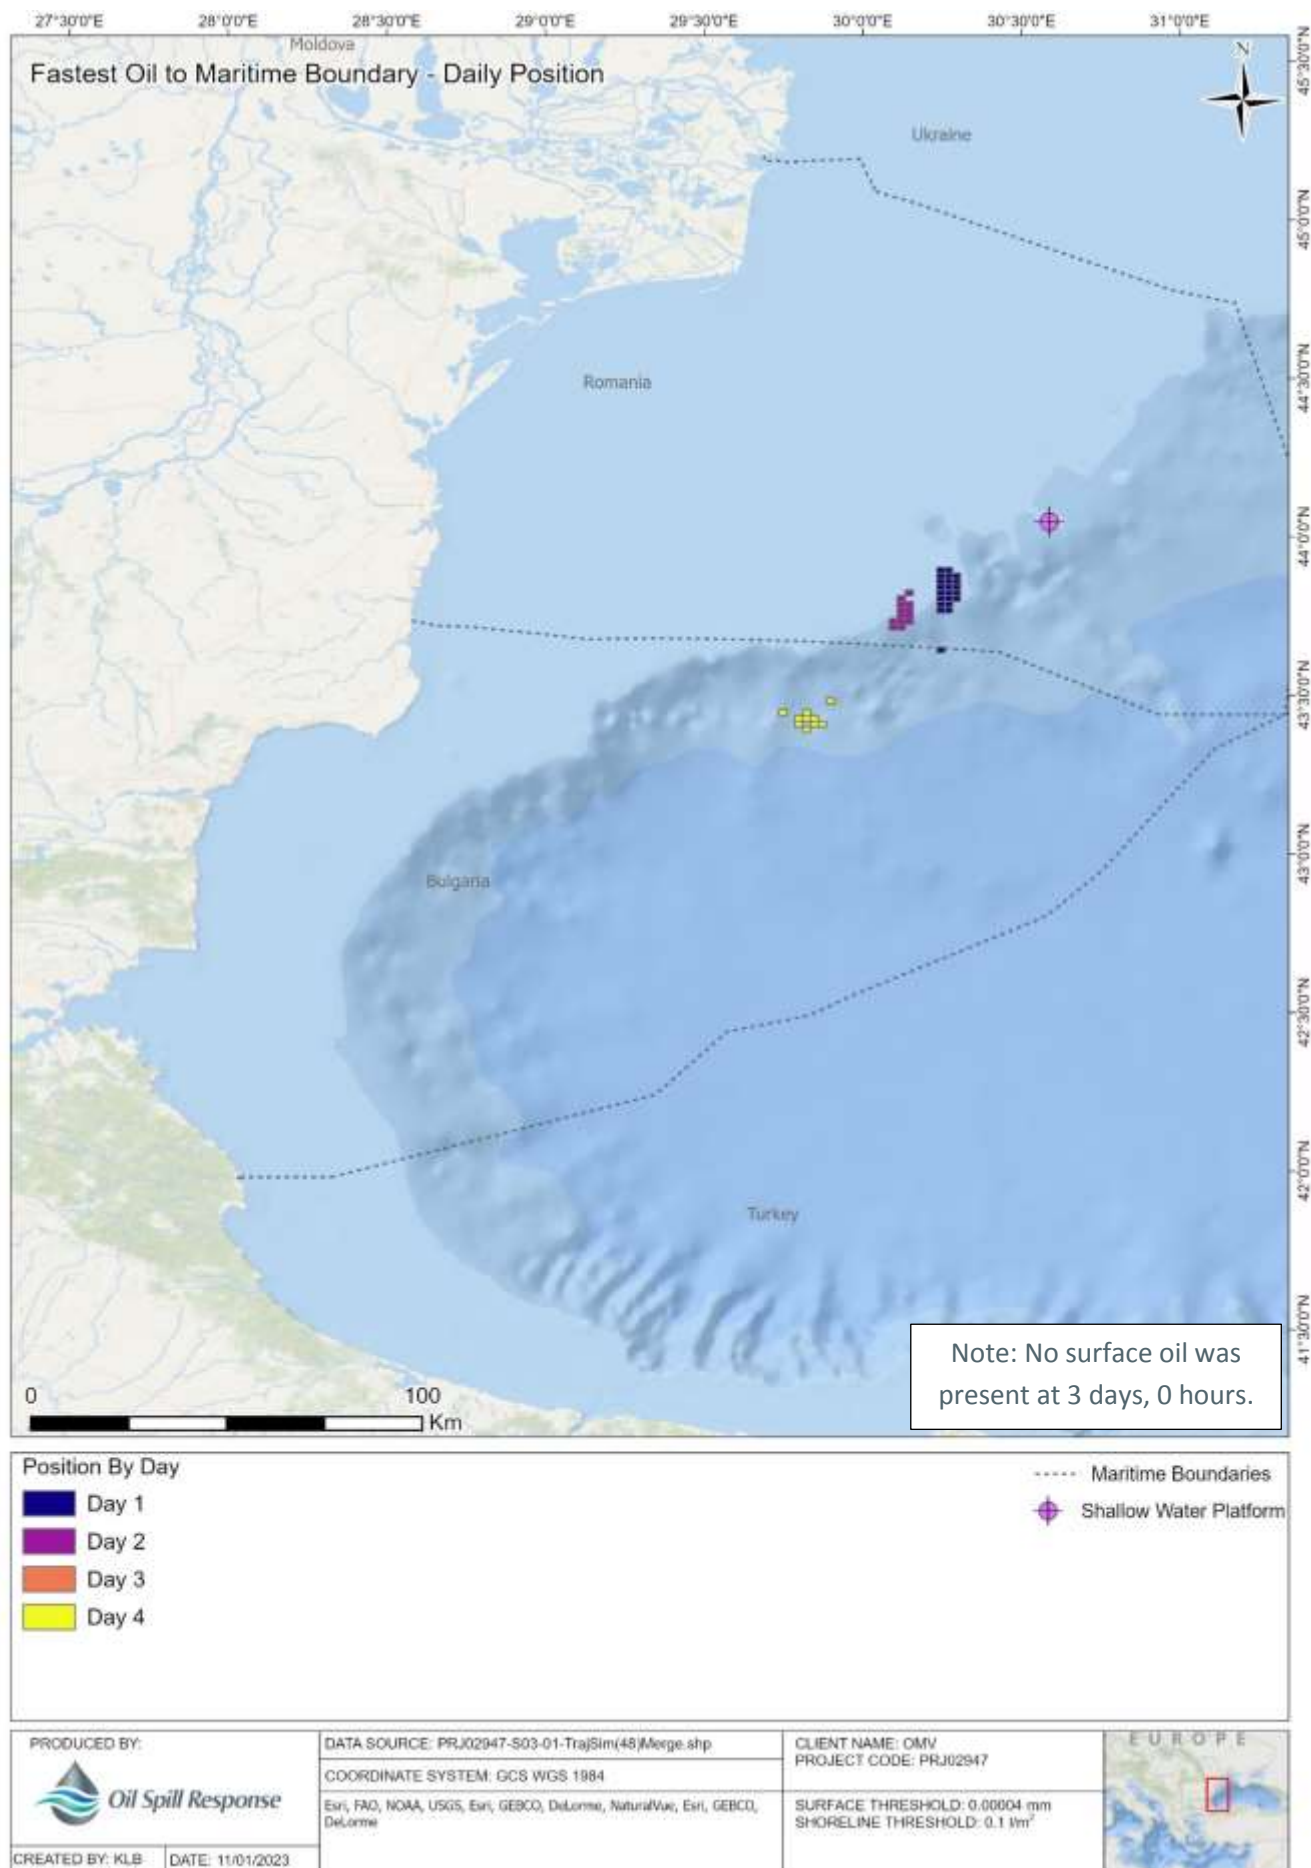 27°30'0"E 28°0'0"E 28°30'0"E 29°0'0"E 29°30'0"E 30°0'0"E 30°30'0"E 31°0'0"E
Moldova
Fastest Oil to Maritime Boundary - Daily Position
N
Ukraine
Romania
Bulgaria
Turkey
45°30'0"N
45°0'0"N
44°30'0"N
44°0'0"N
43°30'0"N
43°0'0"N
42°30'0"N
42°0'0"N
41°30'0"N
Note: No surface oil was
present at 3 days, 0 hours.
0 100
Km
Position By Day
Day 1
Day 2
Day 3
Day 4
Maritime Boundaries
Shallow Water Platform
PRODUCED BY:
Oil Spill Response
CREATED BY: KLB DATE: 11/01/2023
DATA SOURCE: PRJ02947-S03-01-TrajSim(48)Merge.shp
COORDINATE SYSTEM: GCS WGS 1984
Esri, FAO, NOAA, USGS, Esri, GEBCO, DeLorme, NaturalVue, Esri, GEBCO,
DeLorme
CLIENT NAME: OMV
PROJECT CODE: PRJ02947
SURFACE THRESHOLD: 0.00004 mm
SHORELINE THRESHOLD: 0.1 l/m²
EUROPE